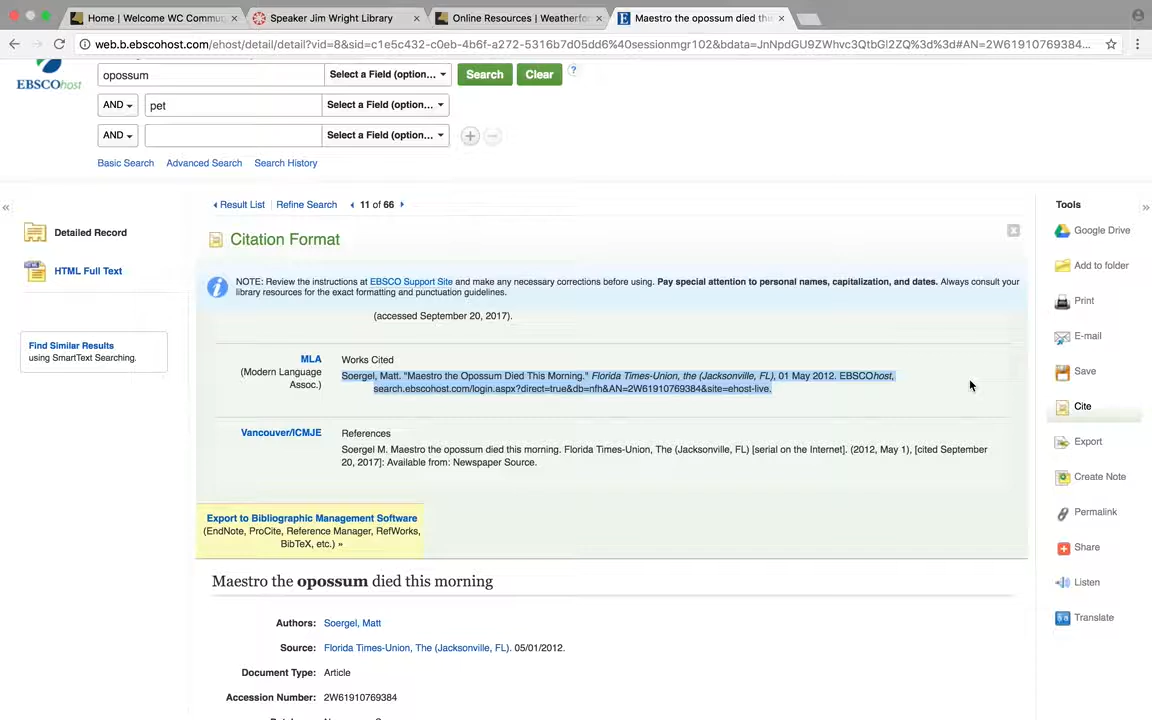 Home | Welcome WC Commu
Speaker Jim Wright Library
Online Resources | Weatherfo
Maestro the opossum died this
web.b.ebscohost.com/ehost/detail/detail?vid=8&sid=c1e5c432-c0eb-4b6f-a272-5316b7d05dd6%40sessionmgr102&bdata=JnNpdGU9ZWhvc3QtbGl2ZQ%3d%3d#AN=2W61910769384...
EBSCOhost
opossum
Select a Field (option...
Search
Clear
?
AND
pet
Select a Field (option...
AND
Select a Field (option...
Basic Search
Advanced Search
Search History
«
Result List
Refine Search
11 of 66
Tools
»
Detailed Record
HTML Full Text
Find Similar Results
using SmartText Searching.
Citation Format
x
NOTE: Review the instructions at EBSCO Support Site and make any necessary corrections before using. Pay special attention to personal names, capitalization, and dates. Always consult your
library resources for the exact formatting and punctuation guidelines.
(accessed September 20, 2017).
MLA
(Modern Language
Assoc.)
Works Cited
Soergel, Matt. "Maestro the Opossum Died This Morning." Florida Times-Union, the (Jacksonville, FL), 01 May 2012. EBSCOhost,
search.ebscohost.com/login.aspx?direct=true&db=nfh&AN=2W61910769384&site=ehost-live.
Vancouver/ICMJE
References
Soergel M. Maestro the opossum died this morning. Florida Times-Union, The (Jacksonville, FL) [serial on the Internet]. (2012, May 1), [cited September
20, 2017]: Available from: Newspaper Source.
Export to Bibliographic Management Software
(EndNote, ProCite, Reference Manager, RefWorks,
BibTeX, etc.) »
Maestro the opossum died this morning
Authors: Soergel, Matt
Source: Florida Times-Union, The (Jacksonville, FL). 05/01/2012.
Document Type: Article
Accession Number: 2W61910769384
Google Drive
Add to folder
Print
E-mail
Save
Cite
Export
Create Note
Permalink
Share
Listen
Translate